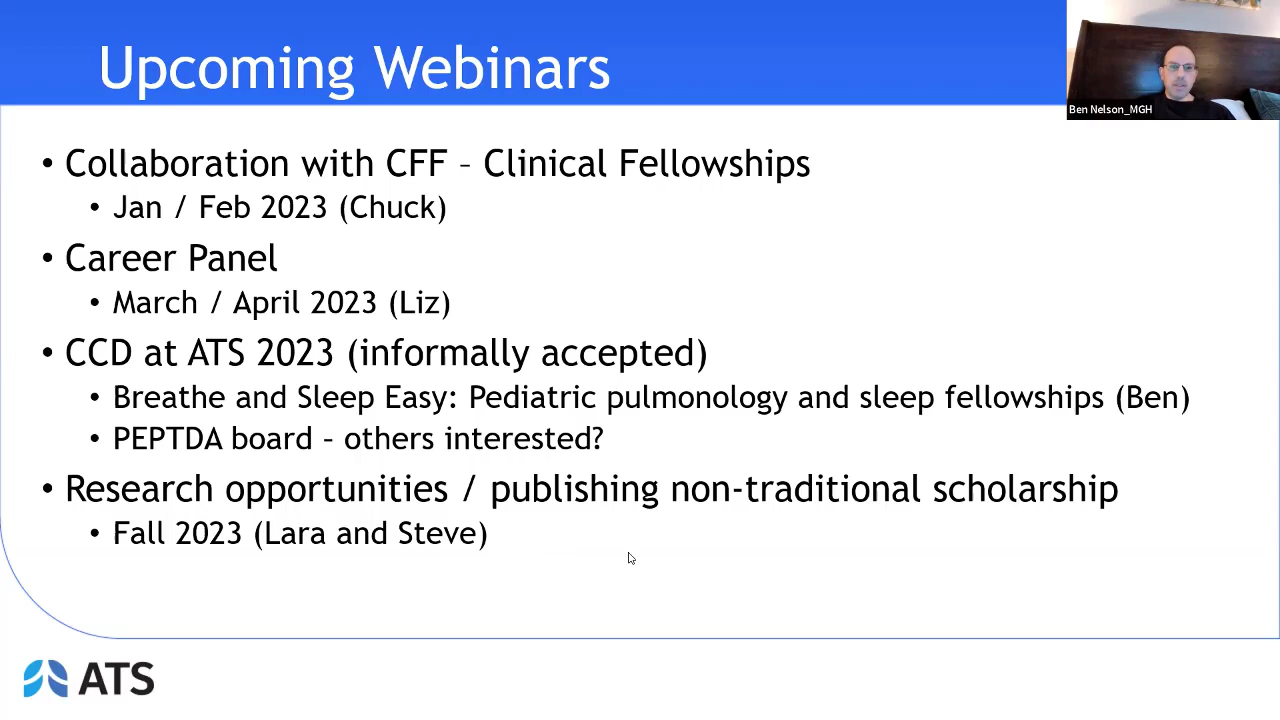 Upcoming Webinars
Ben Nelson_MGH
• Collaboration with CFF – Clinical Fellowships
• Jan / Feb 2023 (Chuck)
• Career Panel
• March / April 2023 (Liz)
• CCD at ATS 2023 (informally accepted)
• Breathe and Sleep Easy: Pediatric pulmonology and sleep fellowships (Ben)
• PEPTDA board – others interested?
• Research opportunities / publishing non-traditional scholarship
• Fall 2023 (Lara and Steve)
ATS